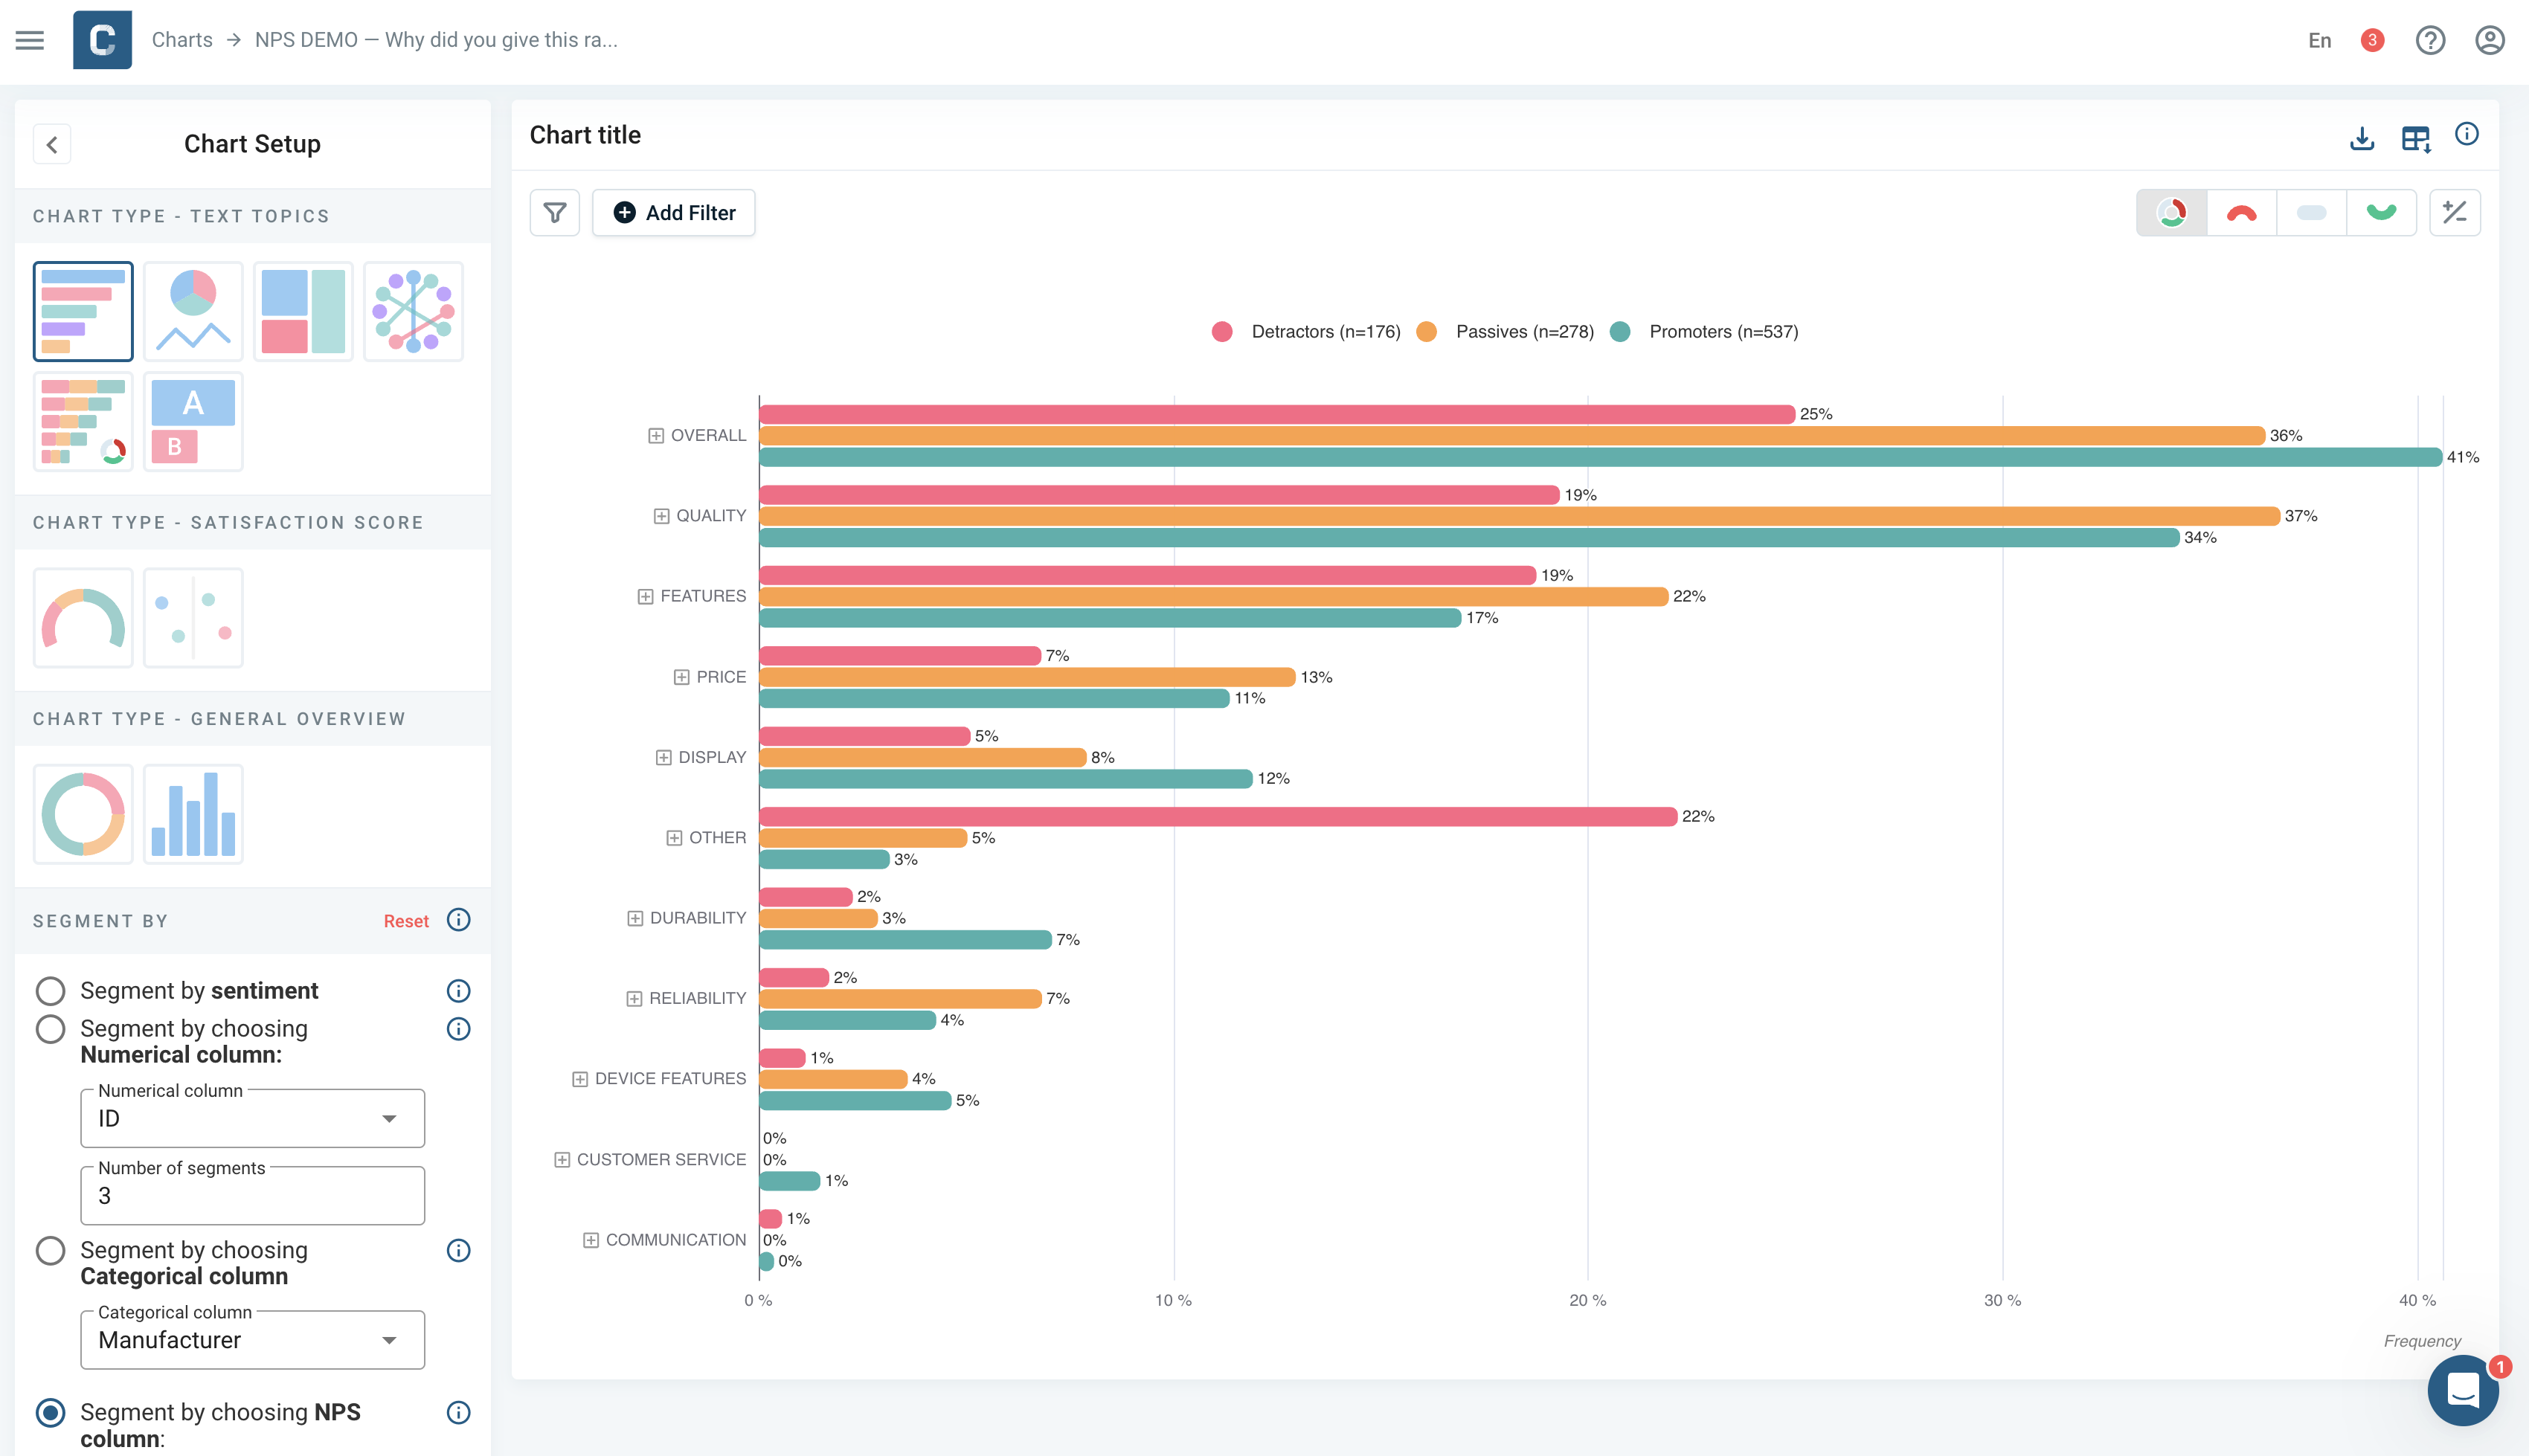 C
Charts → NPS DEMO — Why did you give this ra...
En
3
Chart Setup
CHART TYPE - TEXT TOPICS
A
B
CHART TYPE - SATISFACTION SCORE
CHART TYPE - GENERAL OVERVIEW
SEGMENT BY
Reset
Segment by sentiment
Segment by choosing
Numerical column:
Numerical column
ID
Number of segments
3
Segment by choosing
Categorical column
Categorical column
Manufacturer
Segment by choosing NPS
column:
Chart title
Add Filter
Detractors (n=176)
Passives (n=278)
Promoters (n=537)
OVERALL
25%
36%
41%
QUALITY
19%
37%
34%
FEATURES
19%
22%
17%
PRICE
7%
13%
11%
DISPLAY
5%
8%
12%
OTHER
22%
5%
3%
DURABILITY
2%
3%
7%
RELIABILITY
2%
7%
4%
DEVICE FEATURES
1%
4%
5%
CUSTOMER SERVICE
0%
0%
1%
COMMUNICATION
1%
0%
0%
0 %
10 %
20 %
30 %
40 %
Frequency
1